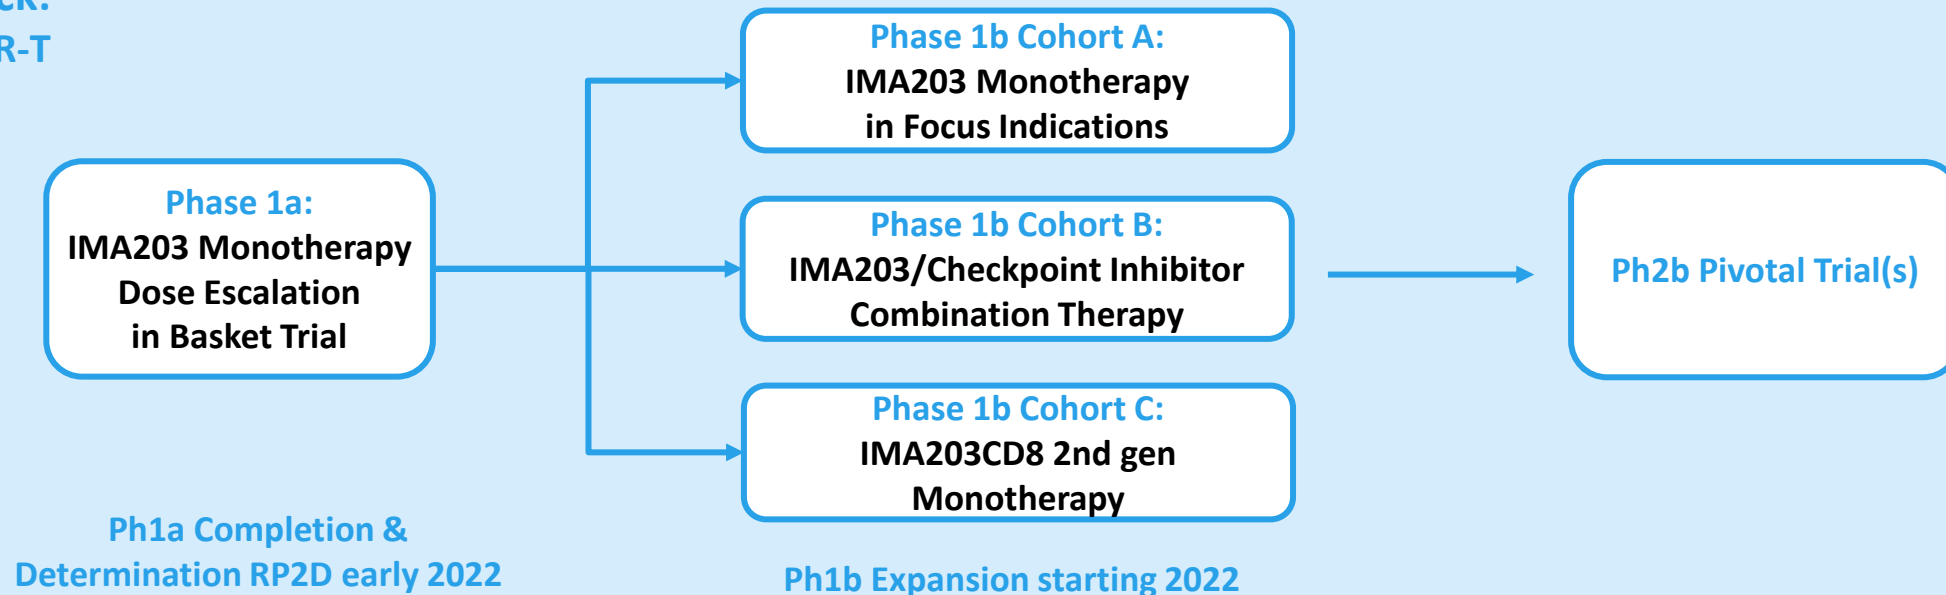 R-T
Phase 1a:
IMA203 Monotherapy
Dose Escalation
in Basket Trial
Ph1a Completion &
Determination RP2D early 2022
Phase 1b Cohort A:
IMA203 Monotherapy
in Focus Indications
Phase 1b Cohort B:
IMA203/Checkpoint Inhibitor
Combination Therapy
Phase 1b Cohort C:
IMA203CD8 2nd gen
Monotherapy
Ph1b Expansion starting 2022
Ph2b Pivotal Trial(s)